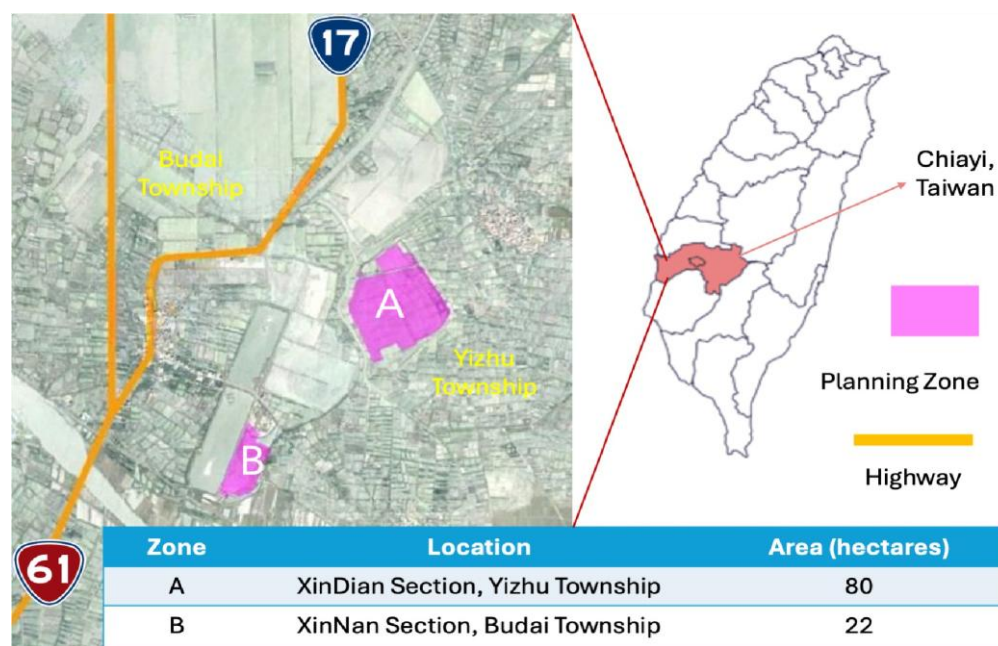 17
Budai
Township
A
Yizhu
Township
B
61
Chiayi,
Taiwan
Planning Zone
Highway
Zone Location Area (hectares)
A XinDian Section, Yizhu Township 80
B XinNan Section, Budai Township 22